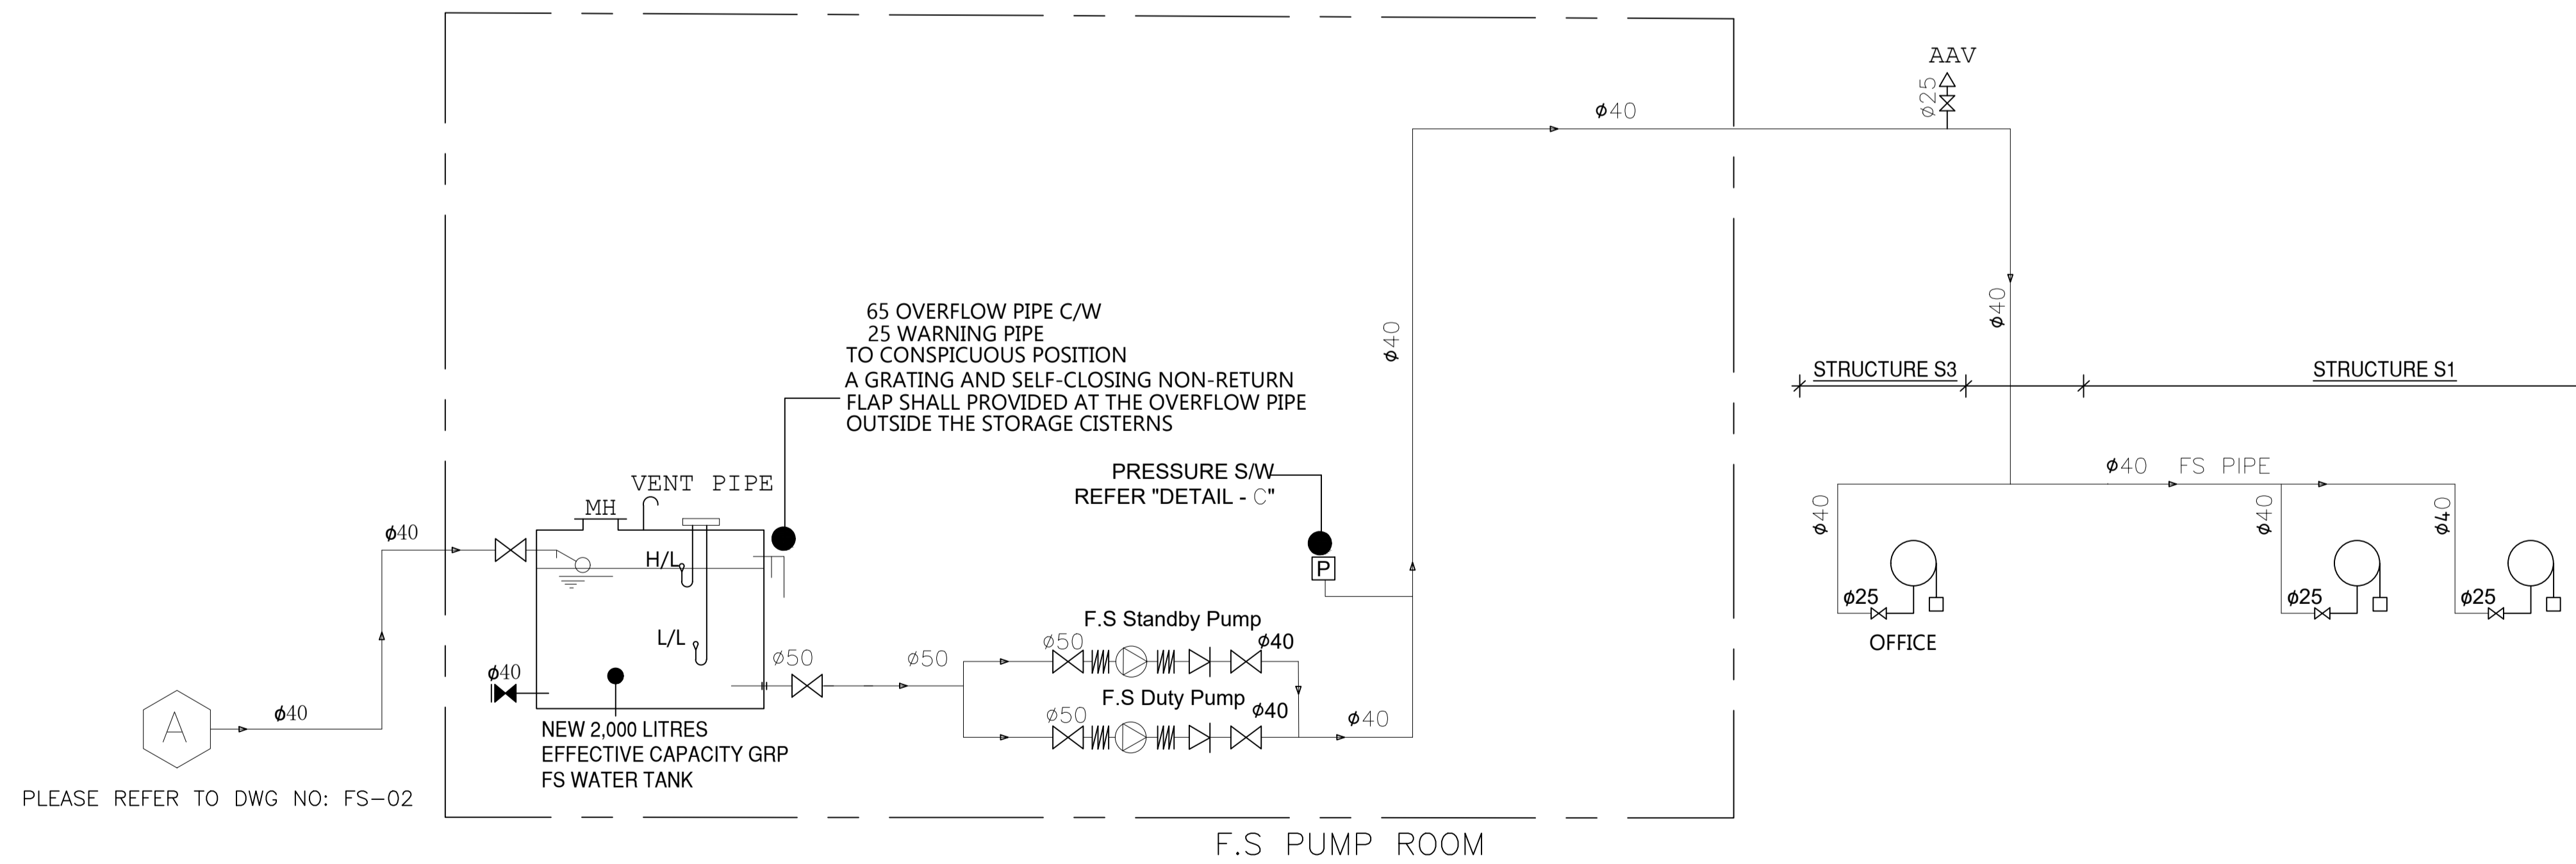 AAV
ø25
ø40
65 OVERFLOW PIPE C/W
25 WARNING PIPE
TO CONSPICUOUS POSITION
A GRATING AND SELF-CLOSING NON-RETURN
FLAP SHALL PROVIDED AT THE OVERFLOW PIPE
OUTSIDE THE STORAGE CISTERNS
ø40
ø40
STRUCTURE S3
STRUCTURE S1
PRESSURE S/W
REFER "DETAIL - C"
P
VENT PIPE
MH
H/L
L/L
ø40
ø40
NEW 2,000 LITRES
EFFECTIVE CAPACITY GRP
FS WATER TANK
ø50
ø50
F.S Standby Pump
ø50
ø40
F.S Duty Pump
ø50
ø40
ø40
ø40 FS PIPE
ø40
ø40
ø40
ø25
ø25
ø25
OFFICE
A
ø40
PLEASE REFER TO DWG NO: FS-02
F.S PUMP ROOM